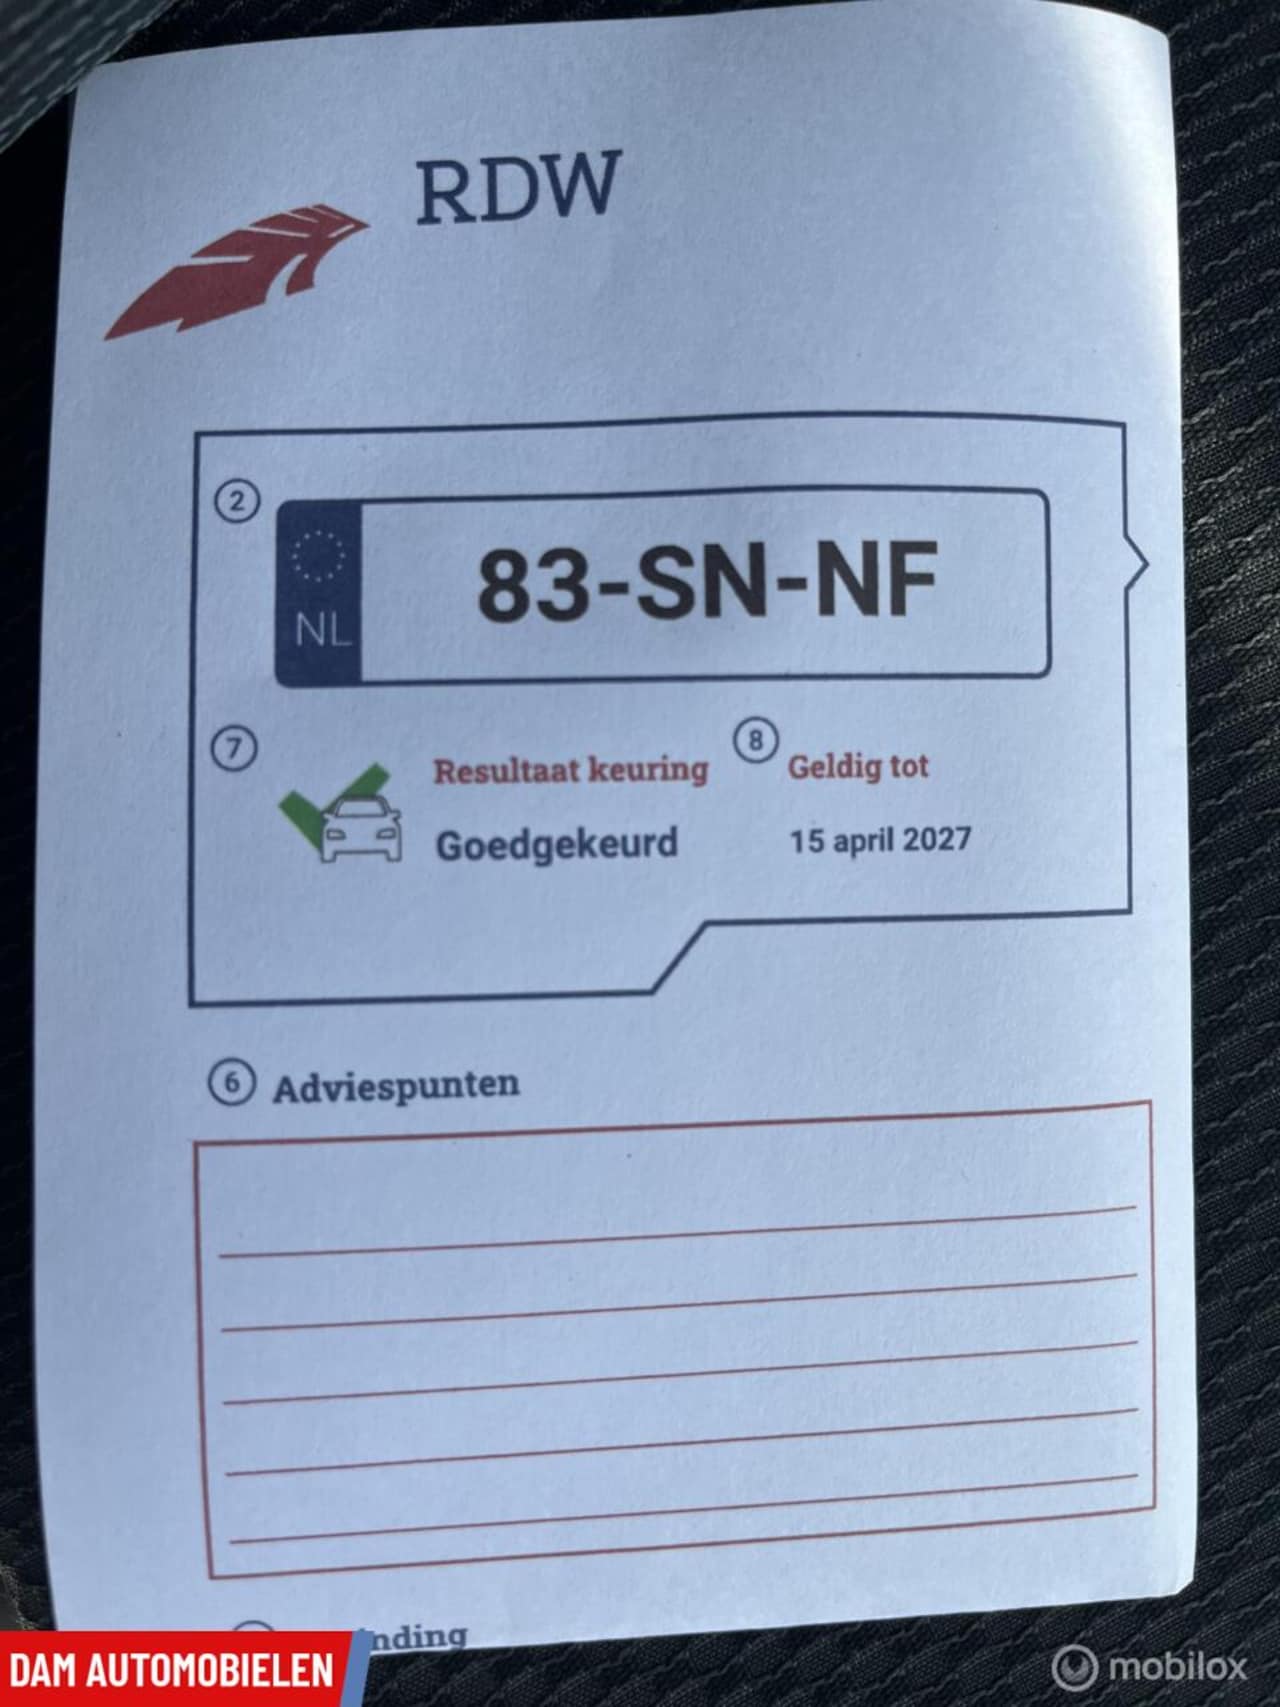 RDW
2
NL
83-SN-NF
7
Resultaat keuring
8
Geldig tot
Goedgekeurd
15 april 2027
6 Adviespunten
DAM AUTOMOBIELEN
mobilox